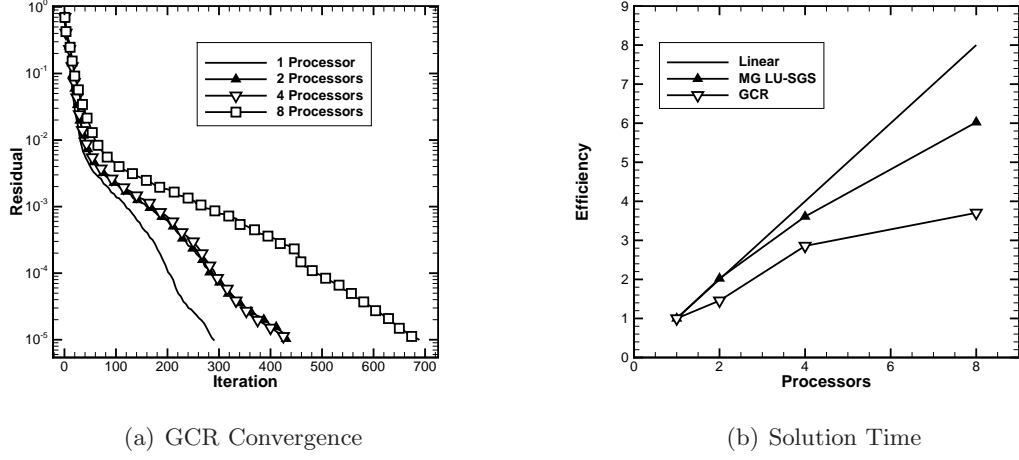 10⁰
10⁻¹
10⁻²
10⁻³
10⁻⁴
10⁻⁵
Residual
0 100 200 300 400 500 600 700
Iteration
1 Processor
2 Processors
4 Processors
8 Processors
(a) GCR Convergence
9
8
7
6
5
4
3
2
1
0
Efficiency
0 2 4 6 8
Processors
Linear
MG LU-SGS
GCR
(b) Solution Time